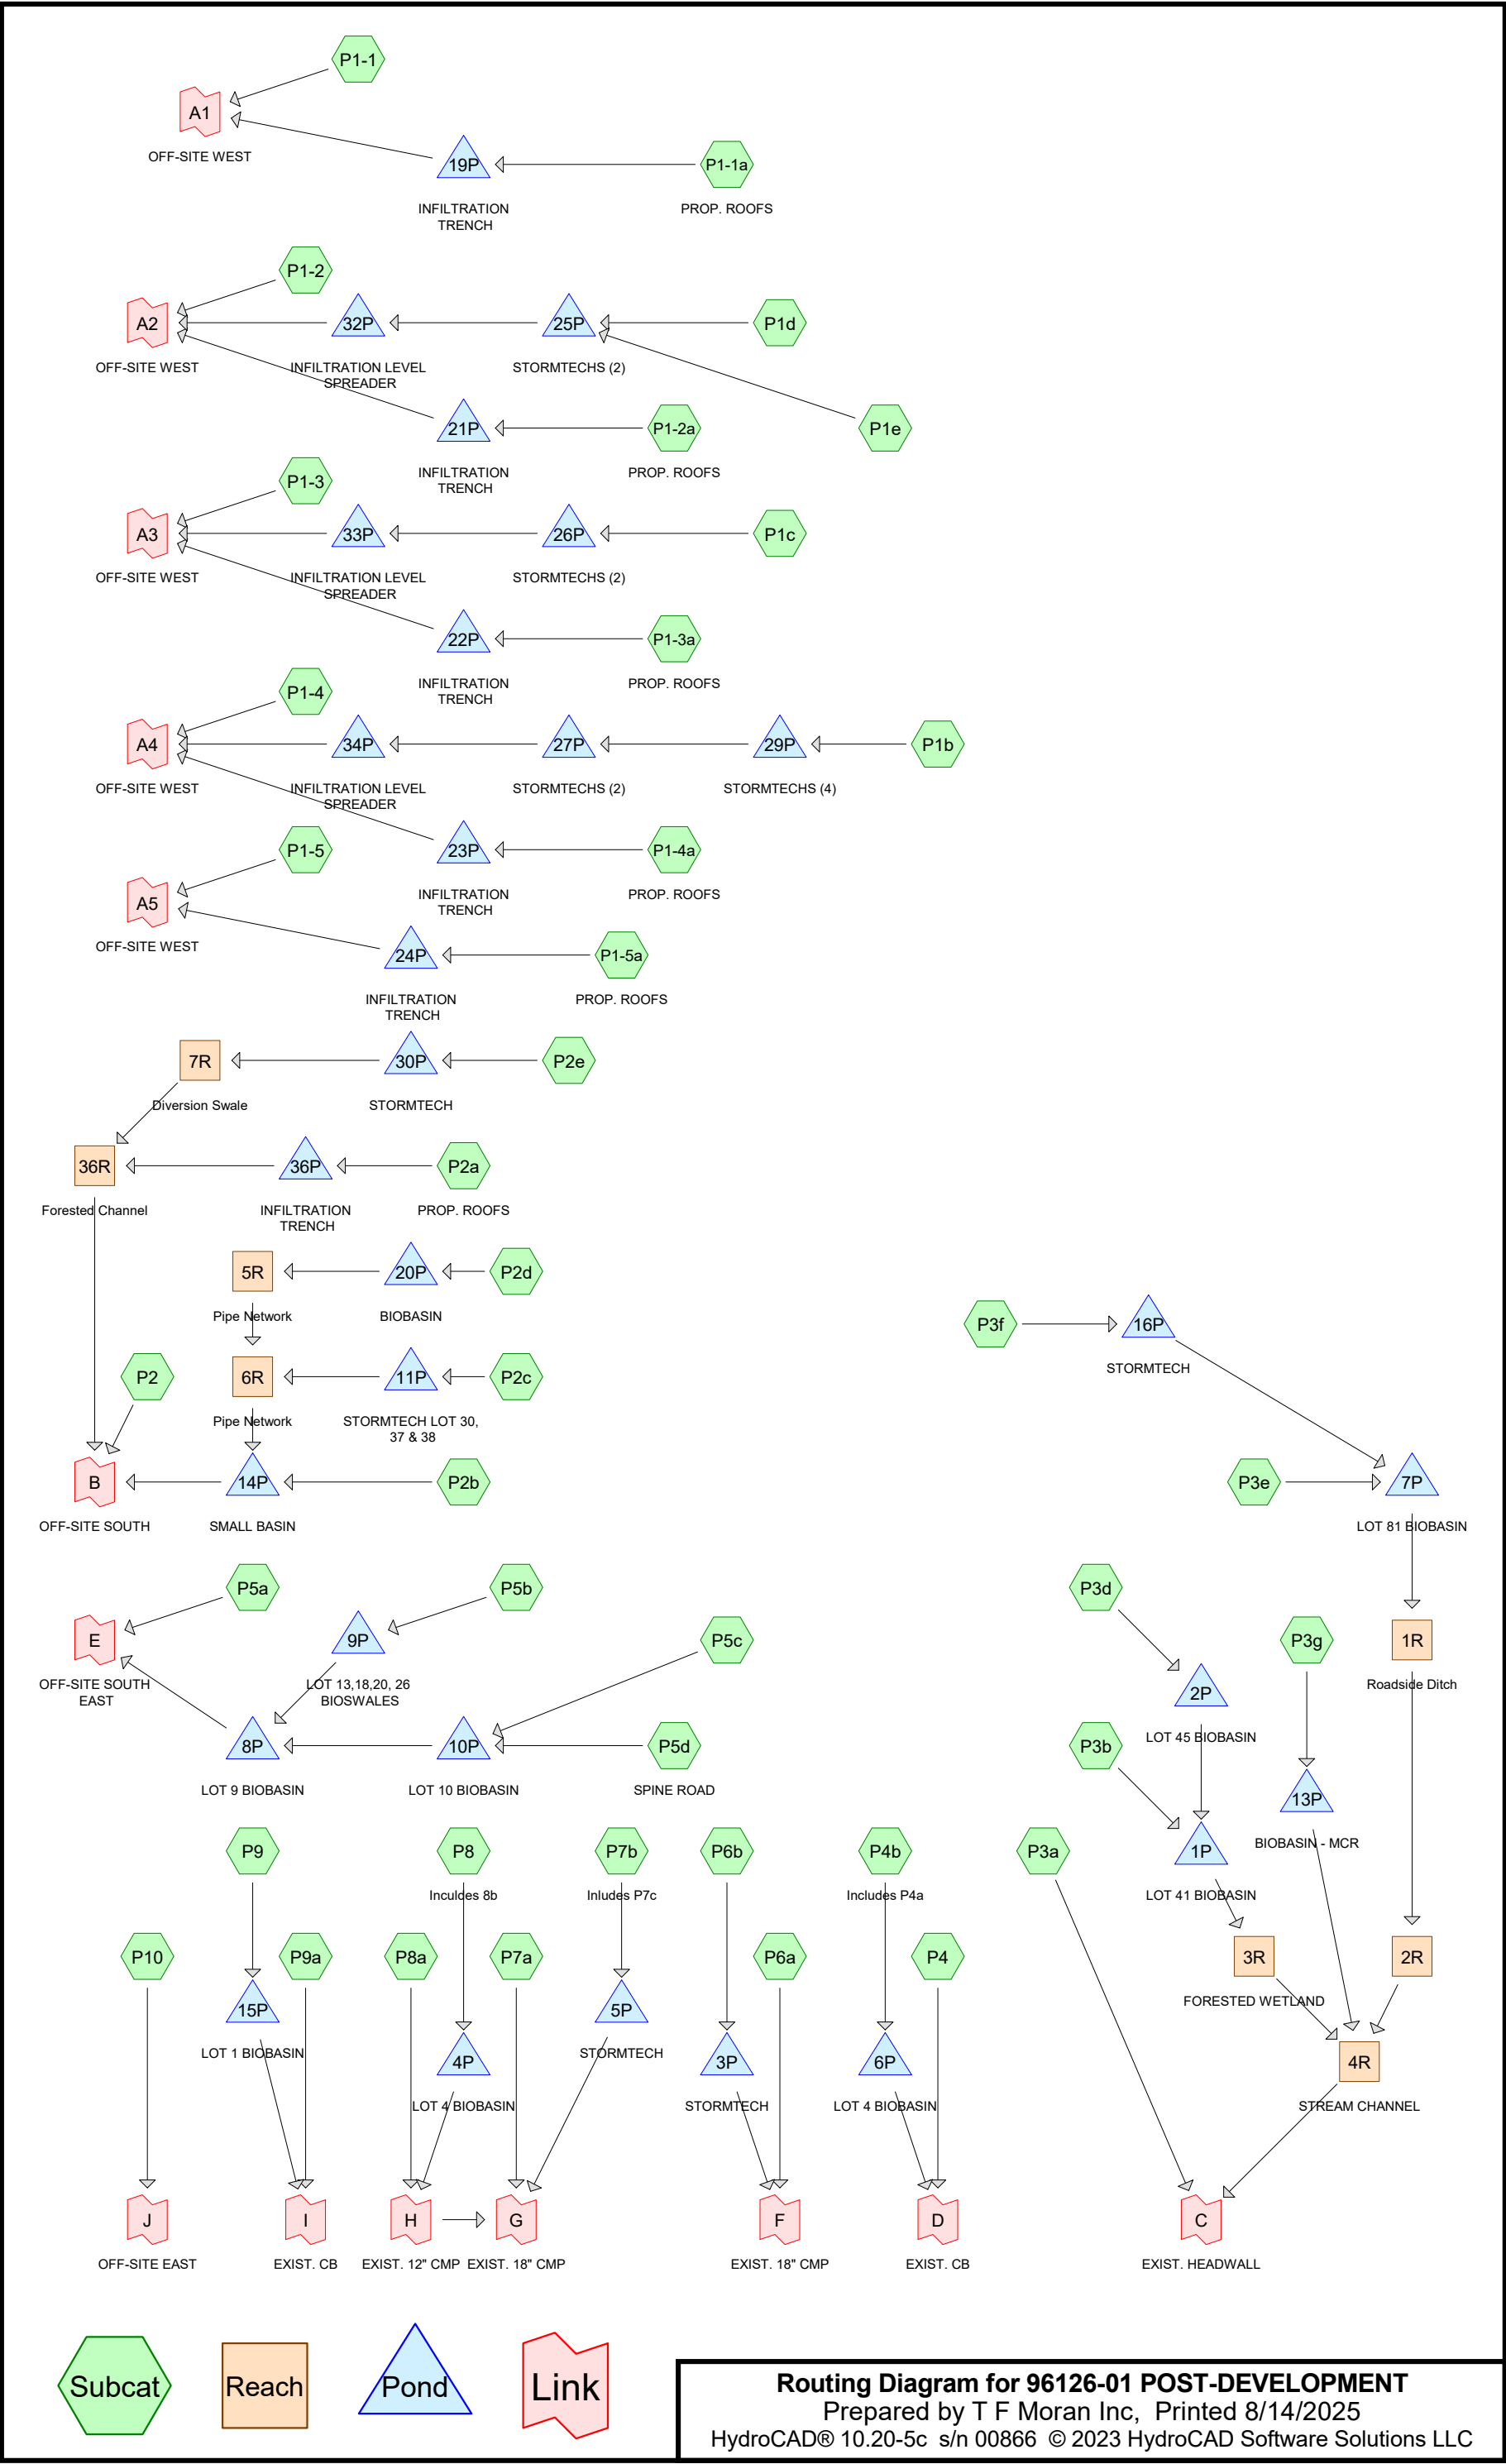 P1-1
A1
OFF-SITE WEST
19P
INFILTRATION
TRENCH
P1-1a
PROP. ROOFS
P1-2
A2
OFF-SITE WEST
32P
INFILTRATION LEVEL
SPREADER
25P
STORMTECHS (2)
P1d
21P
INFILTRATION
TRENCH
P1-2a
PROP. ROOFS
P1e
P1-3
A3
OFF-SITE WEST
33P
INFILTRATION LEVEL
SPREADER
26P
STORMTECHS (2)
P1c
22P
INFILTRATION
TRENCH
P1-3a
PROP. ROOFS
P1-4
A4
OFF-SITE WEST
34P
INFILTRATION LEVEL
SPREADER
27P
STORMTECHS (2)
29P
STORMTECHS (4)
P1b
23P
INFILTRATION
TRENCH
P1-4a
PROP. ROOFS
P1-5
A5
OFF-SITE WEST
24P
INFILTRATION
TRENCH
P1-5a
PROP. ROOFS
7R
Diversion Swale
30P
STORMTECH
P2e
36R
Forested Channel
36P
INFILTRATION
TRENCH
P2a
PROP. ROOFS
5R
Pipe Network
20P
BIOBASIN
P2d
P3f
16P
STORMTECH
P2
6R
Pipe Network
11P
STORMTECH LOT 30,
37 & 38
P2c
B
OFF-SITE SOUTH
14P
SMALL BASIN
P2b
P3e
7P
LOT 81 BIOBASIN
P5a
P5b
P3d
E
OFF-SITE SOUTH
EAST
9P
LOT 13,18,20, 26
BIOSWALES
P5c
P3g
1R
Roadside Ditch
2P
LOT 45 BIOBASIN
8P
LOT 9 BIOBASIN
10P
LOT 10 BIOBASIN
P5d
SPINE ROAD
P3b
13P
BIOBASIN - MCR
P9
P8
Inculdes 8b
P7b
Inludes P7c
P6b
P4b
Includes P4a
P3a
1P
LOT 41 BIOBASIN
P10
P9a
P8a
P7a
P6a
P4
3R
FORESTED WETLAND
2R
15P
LOT 1 BIOBASIN
4P
LOT 4 BIOBASIN
5P
STORMTECH
3P
STORMTECH
6P
LOT 4 BIOBASIN
4R
STREAM CHANNEL
J
OFF-SITE EAST
I
EXIST. CB
H
EXIST. 12" CMP
G
EXIST. 18" CMP
F
EXIST. 18" CMP
D
EXIST. CB
C
EXIST. HEADWALL
Subcat
Reach
Pond
Link
Routing Diagram for 96126-01 POST-DEVELOPMENT
Prepared by T F Moran Inc, Printed 8/14/2025
HydroCAD® 10.20-5c s/n 00866 © 2023 HydroCAD Software Solutions LLC